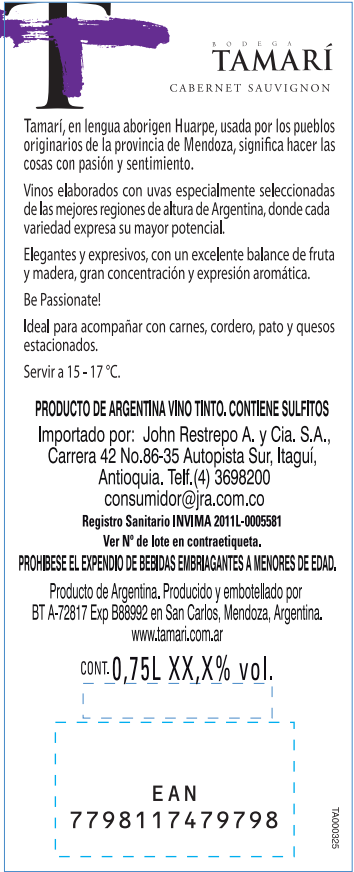 T
BODEGA
TAMARÍ
CABERNET SAUVIGNON
Tamarí, en lengua aborigen Huarpe, usada por los pueblos
originarios de la provincia de Mendoza, significa hacer las
cosas con pasión y sentimiento.
Vinos elaborados con uvas especialmente seleccionadas
de las mejores regiones de altura de Argentina, donde cada
variedad expresa su mayor potencial.
Elegantes y expresivos, con un excelente balance de fruta
y madera, gran concentración y expresión aromática.
Be Passionate!
Ideal para acompañar con carnes, cordero, pato y quesos
estacionados.
Servir a 15 - 17 °C.
PRODUCTO DE ARGENTINA VINO TINTO. CONTIENE SULFITOS
Importado por: John Restrepo A. y Cia. S.A.,
Carrera 42 No.86-35 Autopista Sur, Itaguí,
Antioquia. Telf.(4) 3698200
consumidor@jra.com.co
Registro Sanitario INVIMA 2011L-0005581
Ver Nº de lote en contraetiqueta.
PROHIBESE EL EXPENDIO DE BEBIDAS EMBRIAGANTES A MENORES DE EDAD.
Producto de Argentina. Producido y embotellado por
BT A-72817 Exp B88992 en San Carlos, Mendoza, Argentina.
www.tamari.com.ar
CONT. 0,75L XX,X% vol.
EAN
7798117479798
TA000325